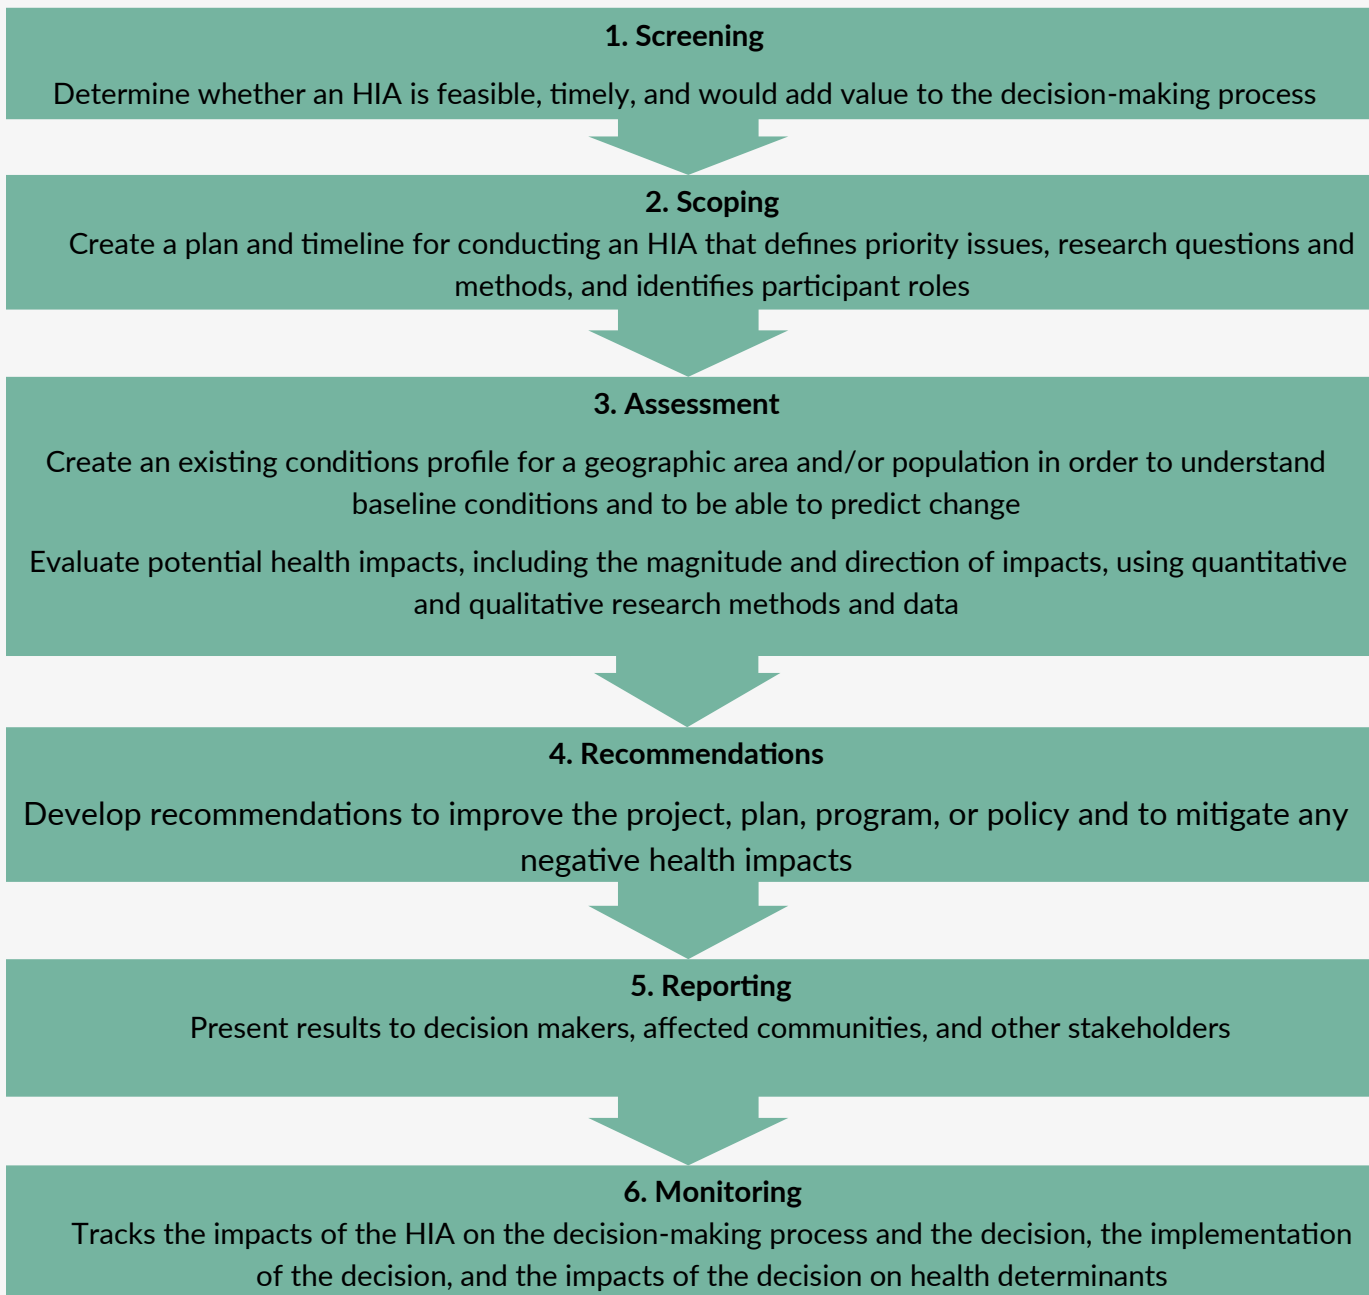 1. Screening
Determine whether an HIA is feasible, timely, and would add value to the decision-making process
2. Scoping
Create a plan and timeline for conducting an HIA that defines priority issues, research questions and
methods, and identifies participant roles
3. Assessment
Create an existing conditions profile for a geographic area and/or population in order to understand
baseline conditions and to be able to predict change
Evaluate potential health impacts, including the magnitude and direction of impacts, using quantitative
and qualitative research methods and data
4. Recommendations
Develop recommendations to improve the project, plan, program, or policy and to mitigate any
negative health impacts
5. Reporting
Present results to decision makers, affected communities, and other stakeholders
6. Monitoring
Tracks the impacts of the HIA on the decision-making process and the decision, the implementation
of the decision, and the impacts of the decision on health determinants